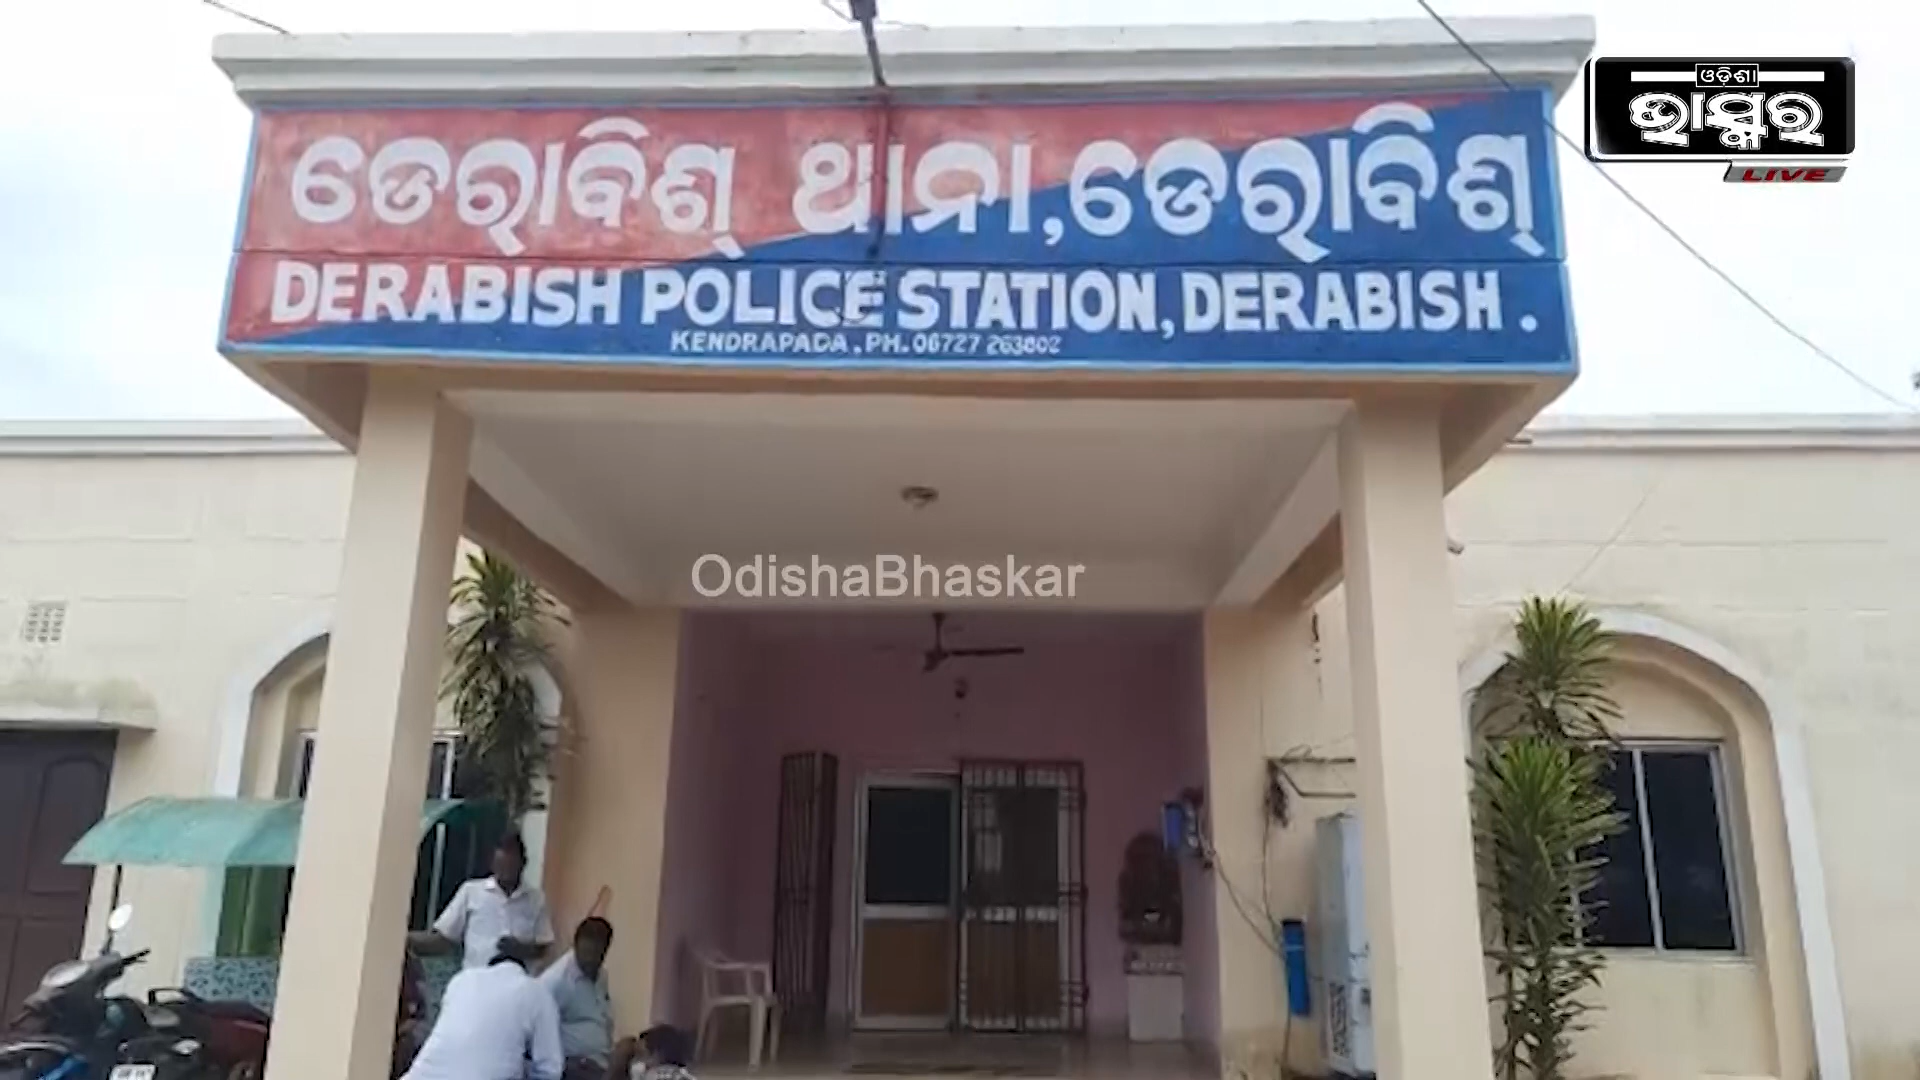 ଓଡ଼ିଶା
ଭାସ୍କର
LIVE
ଡେରାବିଶ୍ ଥାନା,ଡେରାବିଶ୍
DERABISH POLICE STATION, DERABISH.
KENDRAPADA. PH. 06727 263802
OdishaBhaskar